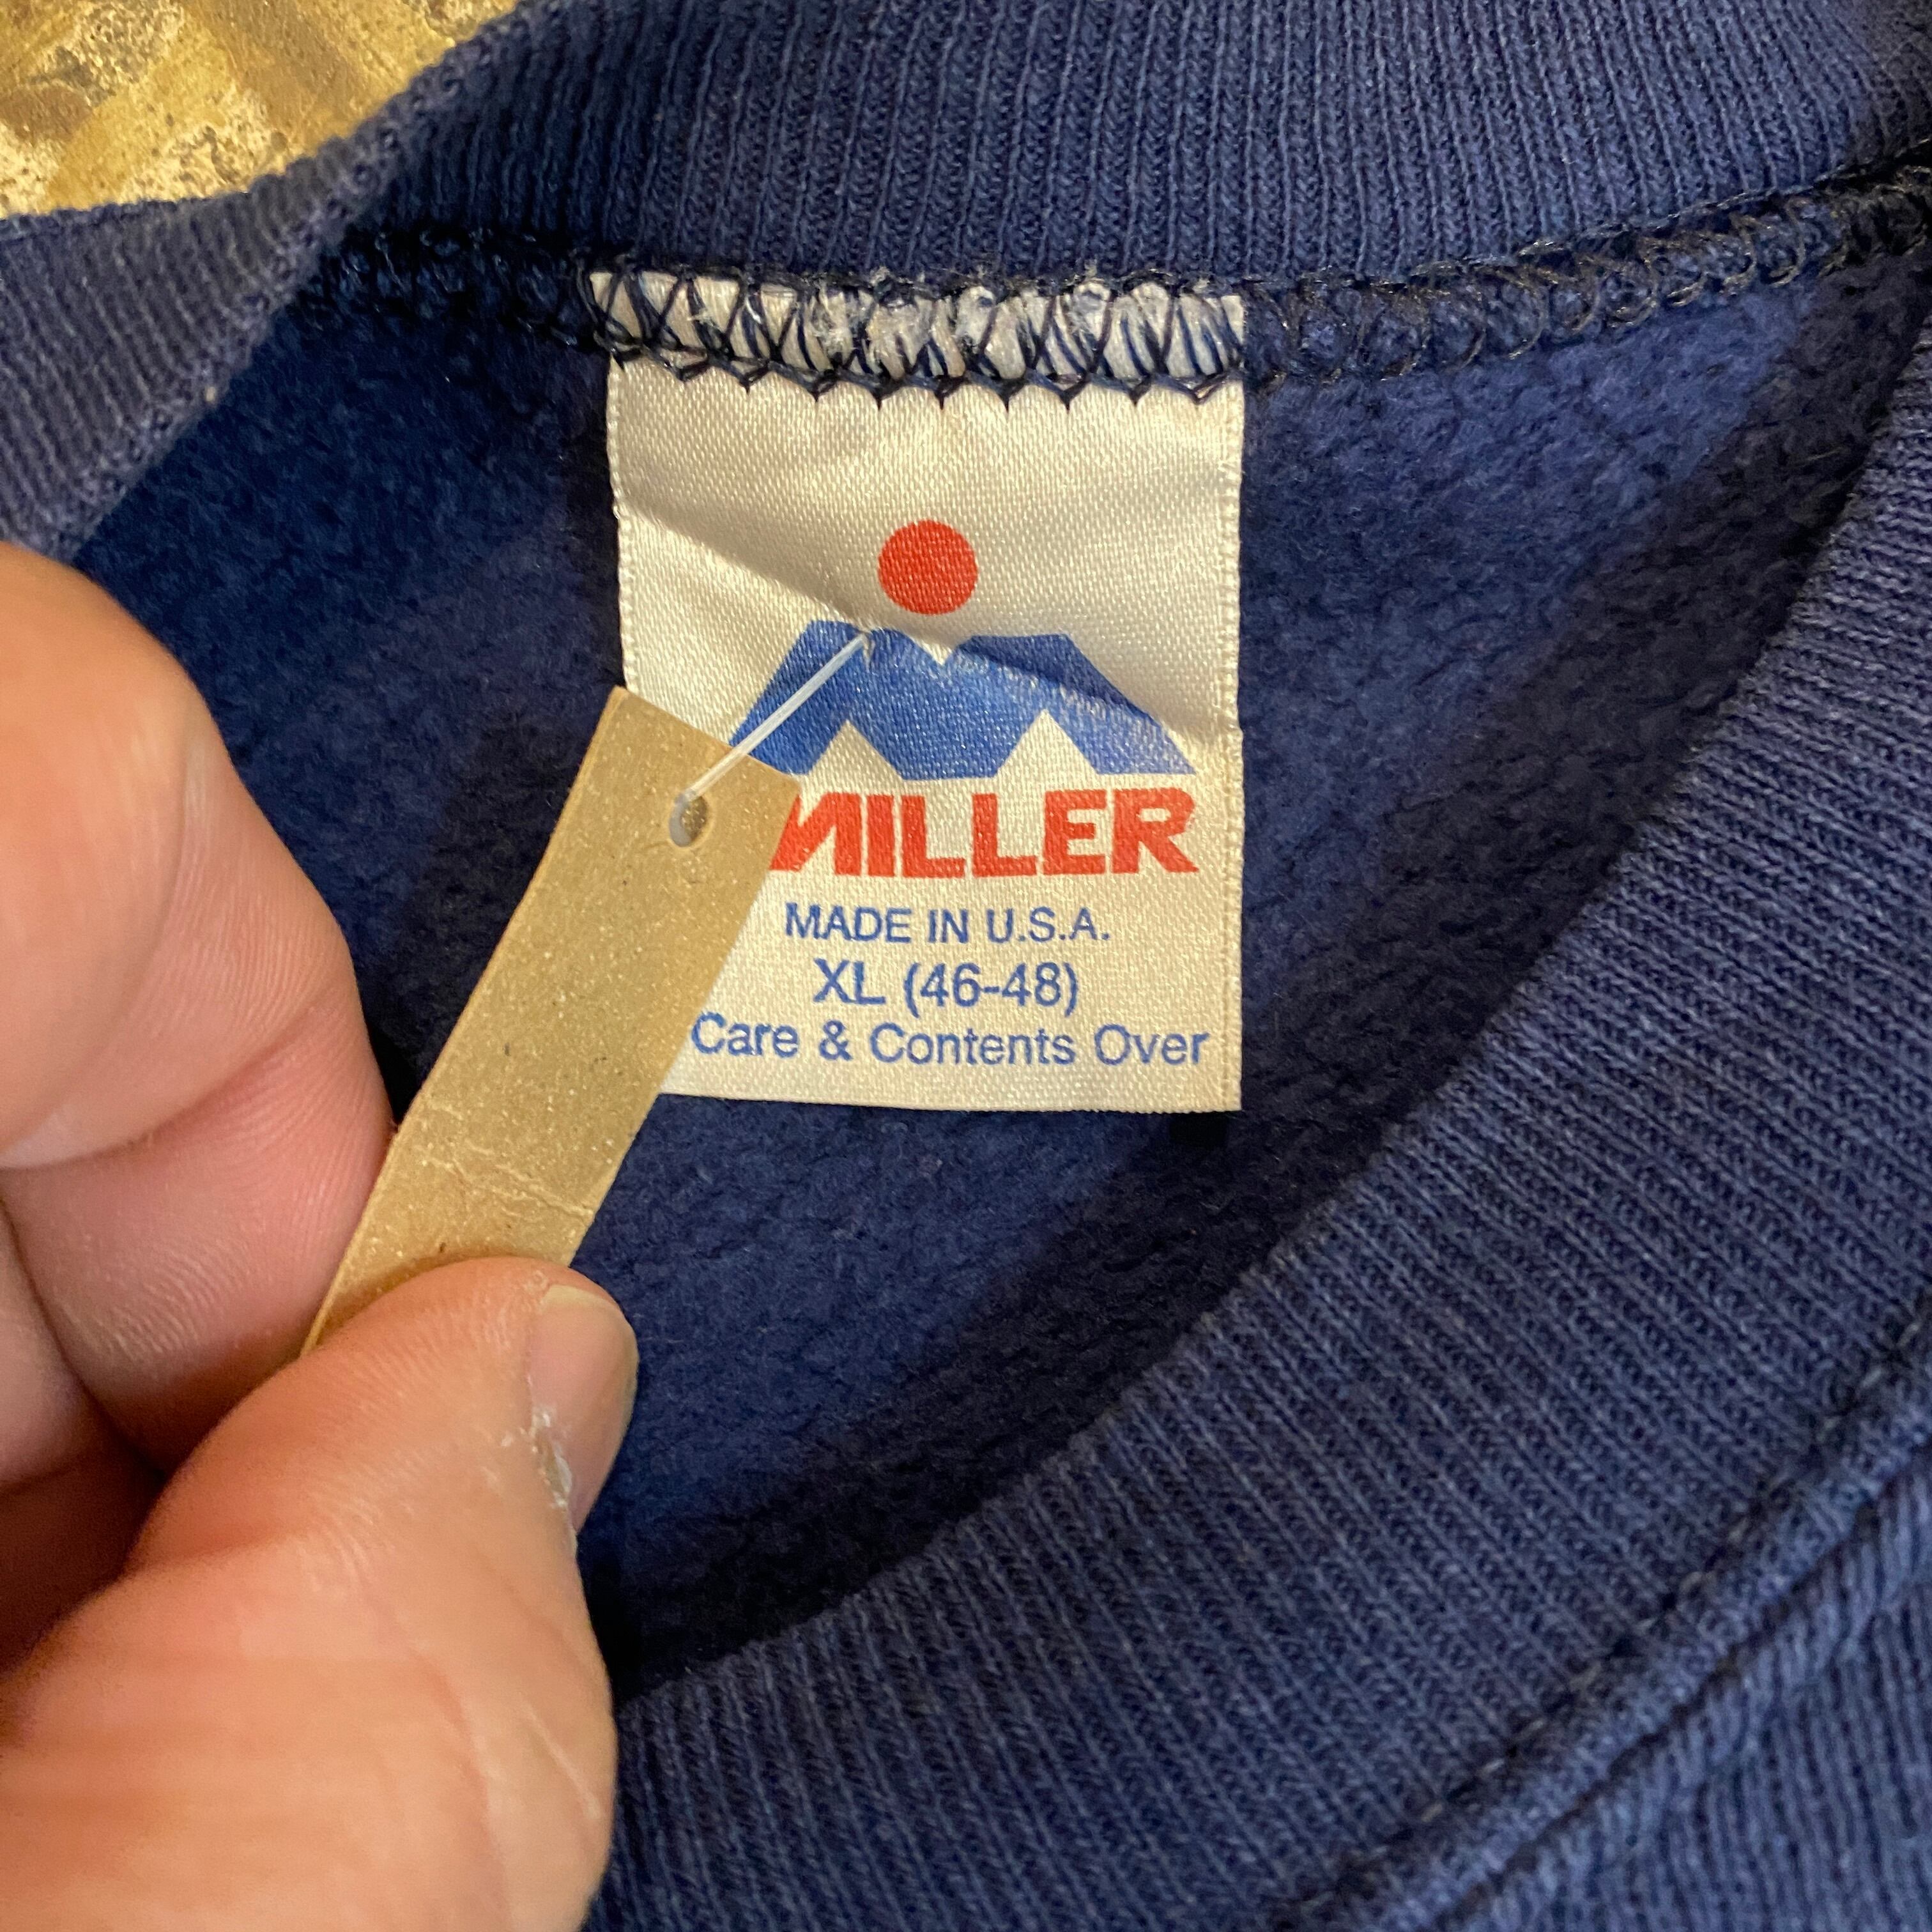 MILLER
MADE IN U.S.A.
XL (46-48)
Care & Contents Over